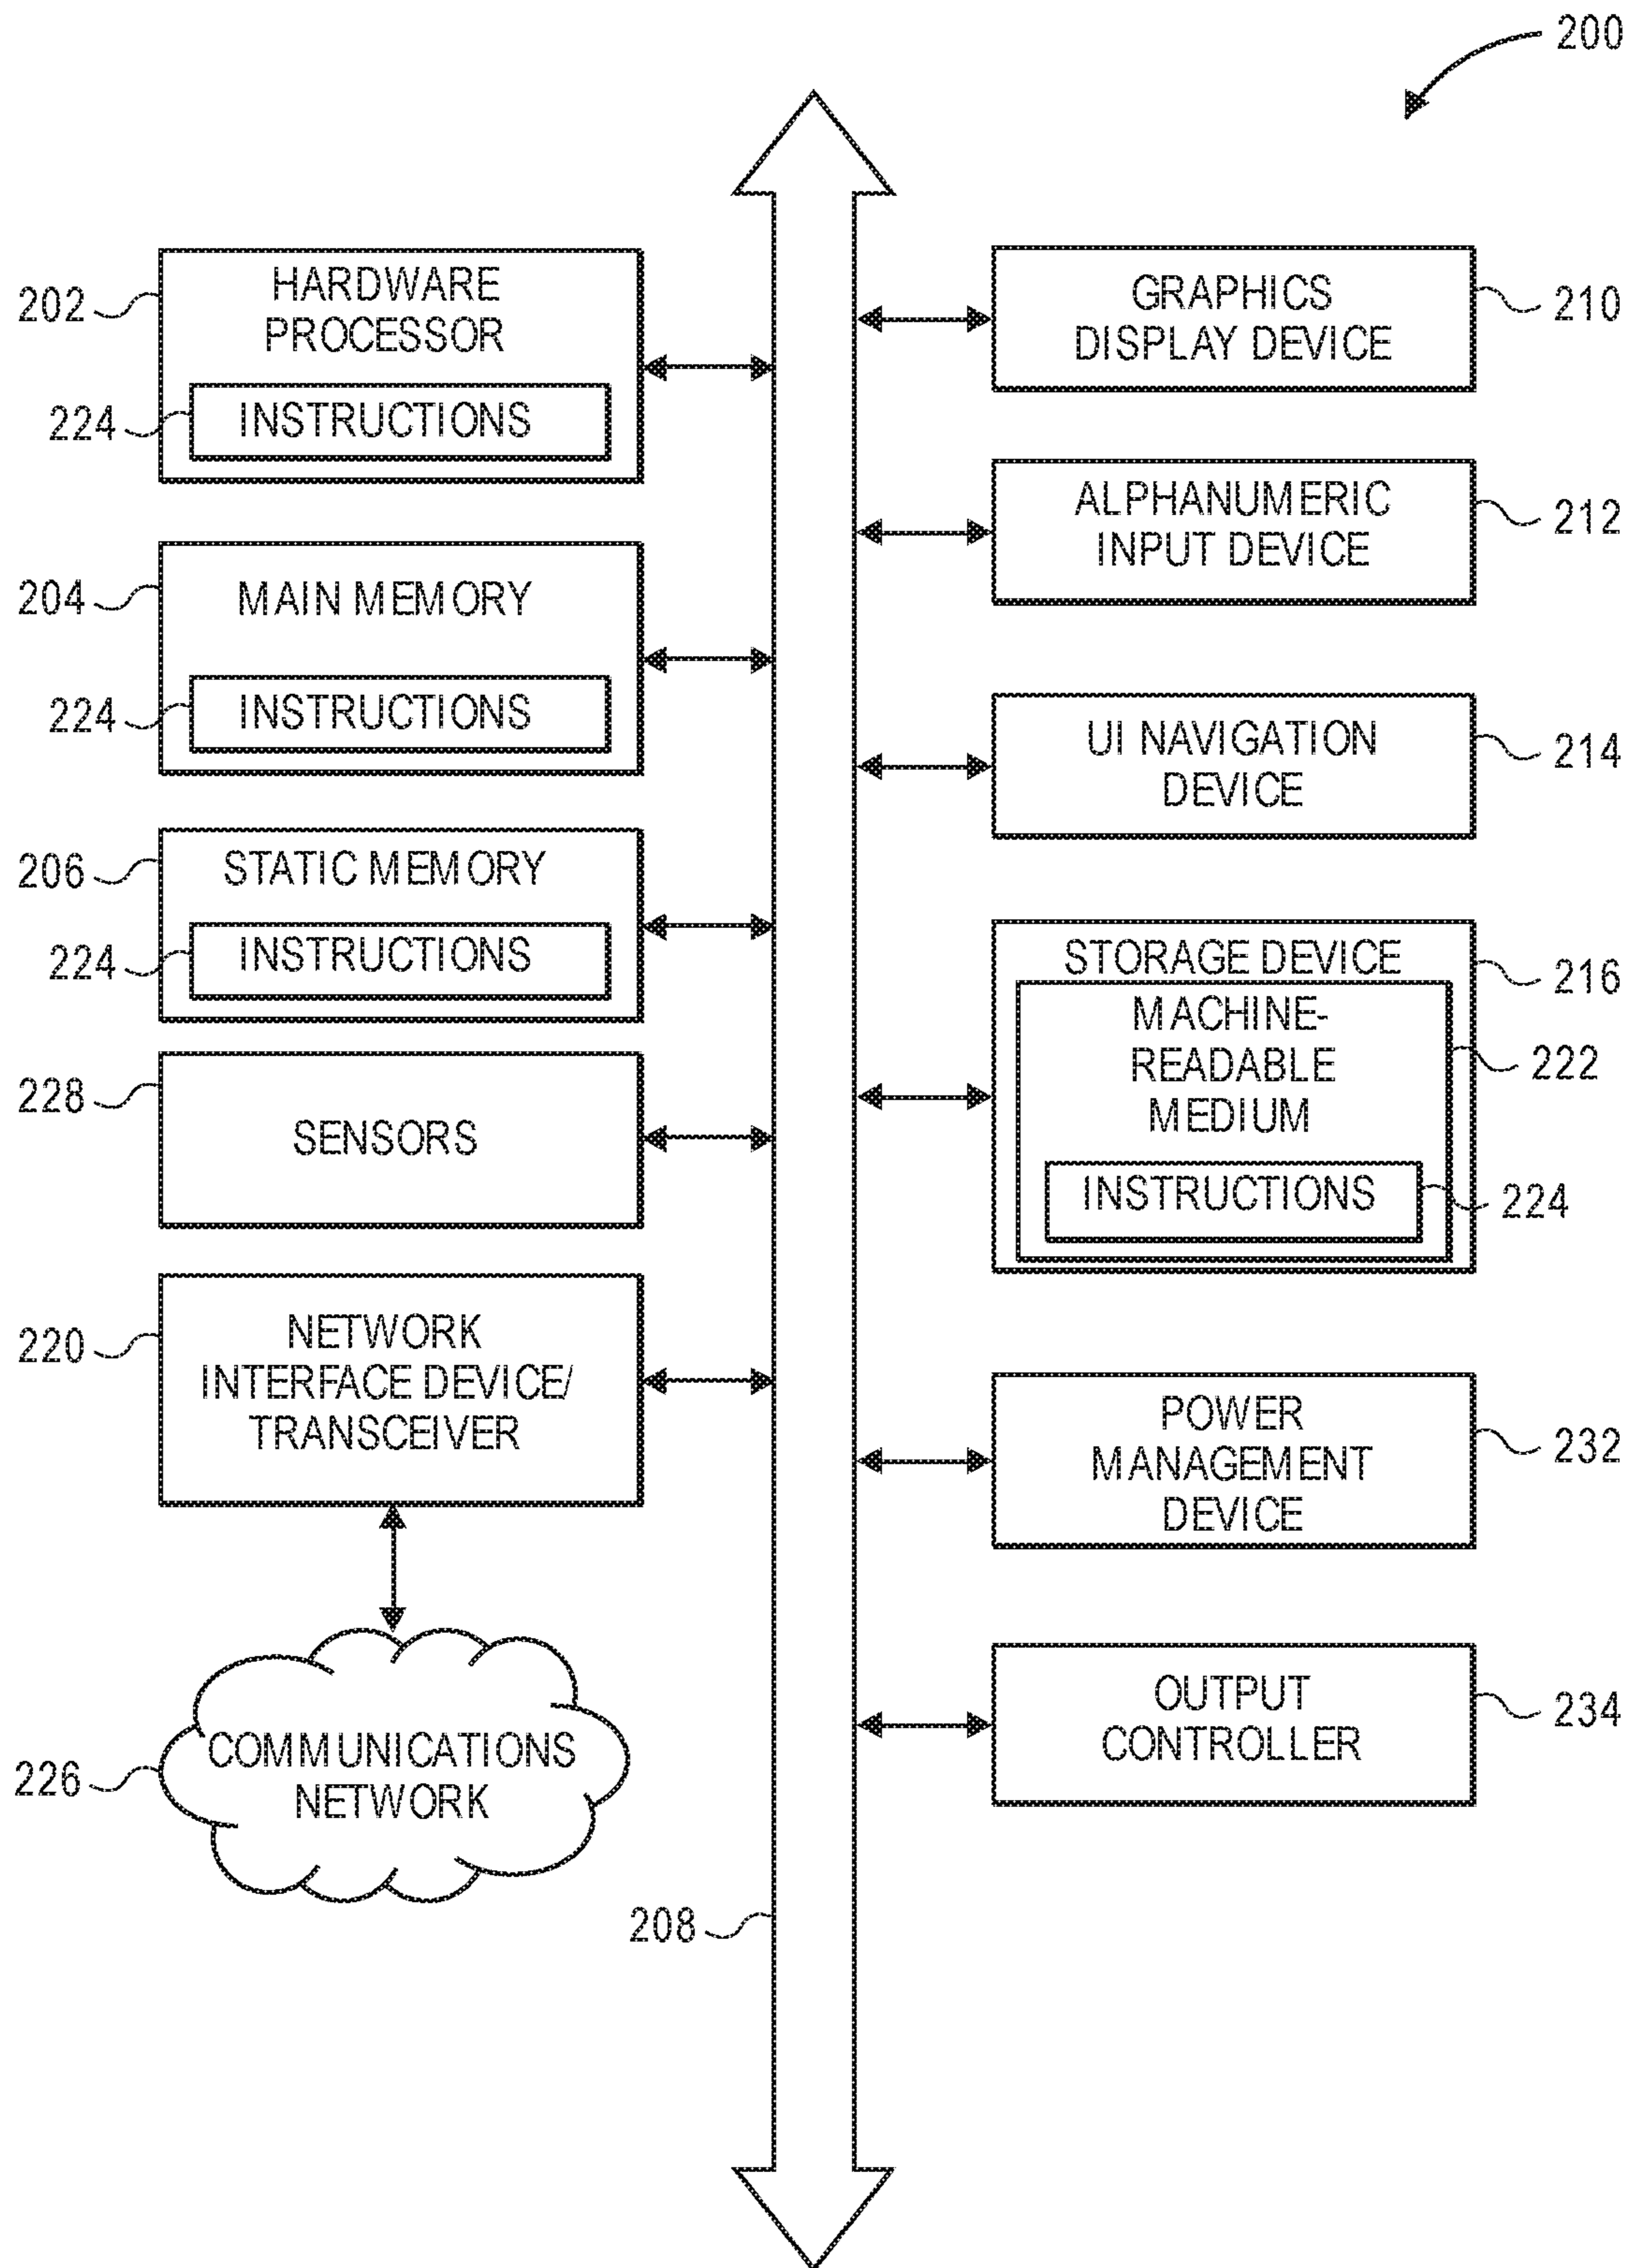 200
202
HARDWARE
PROCESSOR
224
INSTRUCTIONS
204
MAIN MEMORY
224
INSTRUCTIONS
206
STATIC MEMORY
224
INSTRUCTIONS
228
SENSORS
220
NETWORK
INTERFACE DEVICE/
TRANSCEIVER
226
COMMUNICATIONS
NETWORK
208
GRAPHICS
DISPLAY DEVICE
210
ALPHANUMERIC
INPUT DEVICE
212
UI NAVIGATION
DEVICE
214
STORAGE DEVICE
216
MACHINE-
READABLE
MEDIUM
222
INSTRUCTIONS
224
POWER
MANAGEMENT
DEVICE
232
OUTPUT
CONTROLLER
234